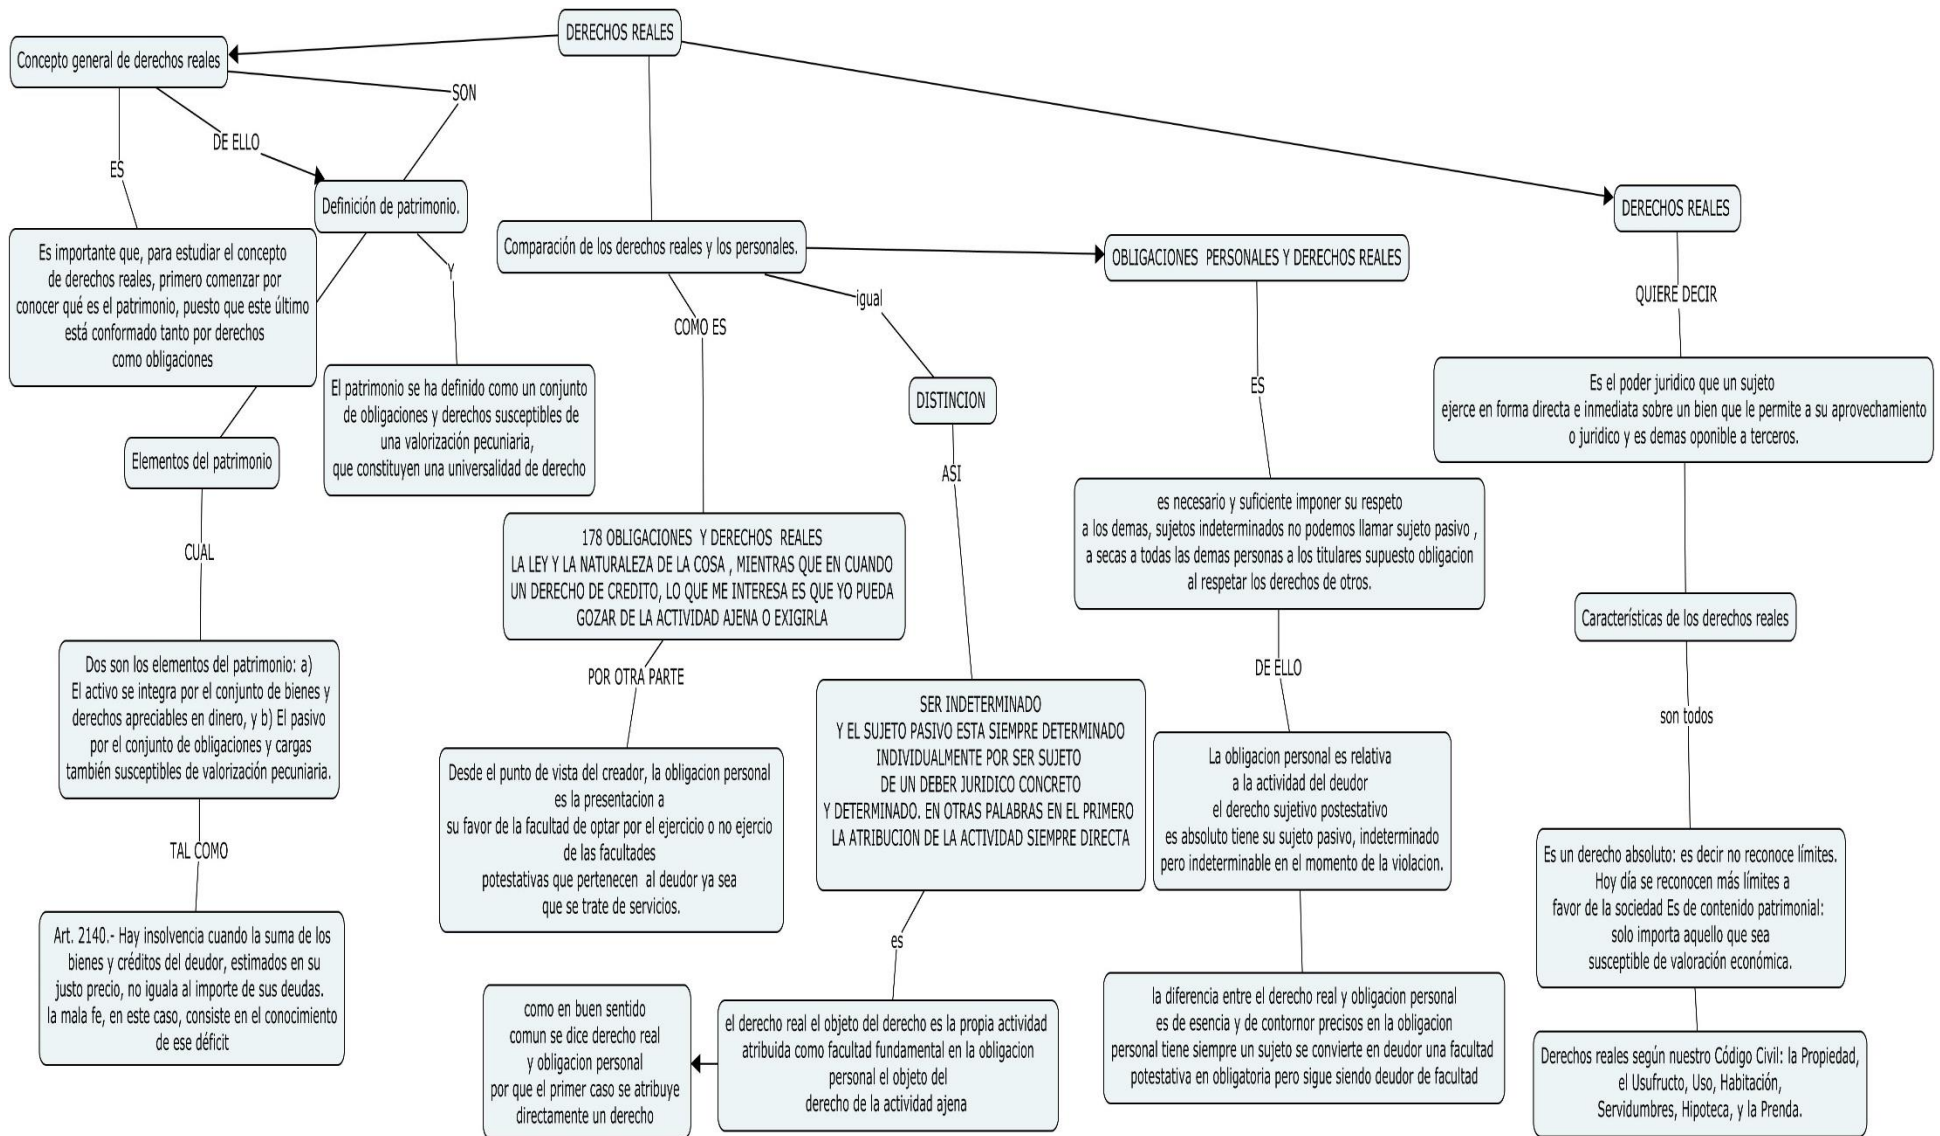 DERECHOS REALES
Concepto general de derechos reales
SON
DE ELLO
ES
Definición de patrimonio.
Es importante que, para estudiar el concepto
de derechos reales, primero comenzar por
conocer qué es el patrimonio, puesto que este último
está conformado tanto por derechos
como obligaciones
Y
El patrimonio se ha definido como un conjunto
de obligaciones y derechos susceptibles de
una valorización pecuniaria,
que constituyen una universalidad de derecho
Elementos del patrimonio
CUAL
Dos son los elementos del patrimonio: a)
El activo se integra por el conjunto de bienes y
derechos apreciables en dinero, y b) El pasivo
por el conjunto de obligaciones y cargas
también susceptibles de valorización pecuniaria.
TAL COMO
Art. 2140.- Hay insolvencia cuando la suma de los
bienes y créditos del deudor, estimados en su
justo precio, no iguala al importe de sus deudas.
la mala fe, en este caso, consiste en el conocimiento
de ese déficit
Comparación de los derechos reales y los personales.
COMO ES
178 OBLIGACIONES Y DERECHOS REALES
LA LEY Y LA NATURALEZA DE LA COSA , MIENTRAS QUE EN CUANDO
UN DERECHO DE CREDITO, LO QUE ME INTERESA ES QUE YO PUEDA
GOZAR DE LA ACTIVIDAD AJENA O EXIGIRLA
POR OTRA PARTE
Desde el punto de vista del creador, la obligacion personal
es la presentacion a
su favor de la facultad de optar por el ejercicio o no ejercio
de las facultades
potestativas que pertenecen al deudor ya sea
que se trate de servicios.
igual
DISTINCION
ASI
SER INDETERMINADO
Y EL SUJETO PASIVO ESTA SIEMPRE DETERMINADO
INDIVIDUALMENTE POR SER SUJETO
DE UN DEBER JURIDICO CONCRETO
Y DETERMINADO. EN OTRAS PALABRAS EN EL PRIMERO
LA ATRIBUCION DE LA ACTIVIDAD SIEMPRE DIRECTA
es
el derecho real el objeto del derecho es la propia actividad
atribuida como facultad fundamental en la obligacion
personal el objeto del
derecho de la actividad ajena
como en buen sentido
comun se dice derecho real
y obligacion personal
por que el primer caso se atribuye
directamente un derecho
OBLIGACIONES PERSONALES Y DERECHOS REALES
ES
es necesario y suficiente imponer su respeto
a los demas, sujetos indeterminados no podemos llamar sujeto pasivo ,
a secas a todas las demas personas a los titulares supuesto obligacion
al respetar los derechos de otros.
DE ELLO
La obligacion personal es relativa
a la actividad del deudor
el derecho sujetivo postestativo
es absoluto tiene su sujeto pasivo, indeterminado
pero indeterminable en el momento de la violacion.
la diferencia entre el derecho real y obligacion personal
es de esencia y de contornor precisos en la obligacion
personal tiene siempre un sujeto se convierte en deudor una facultad
potestativa en obligatoria pero sigue siendo deudor de facultad
DERECHOS REALES
QUIERE DECIR
Es el poder juridico que un sujeto
ejerce en forma directa e inmediata sobre un bien que le permite a su aprovechamiento
o juridico y es demas oponible a terceros.
Características de los derechos reales
son todos
Es un derecho absoluto: es decir no reconoce límites.
Hoy día se reconocen más límites a
favor de la sociedad Es de contenido patrimonial:
solo importa aquello que sea
susceptible de valoración económica.
Derechos reales según nuestro Código Civil: la Propiedad,
el Usufructo, Uso, Habitación,
Servidumbres, Hipoteca, y la Prenda.